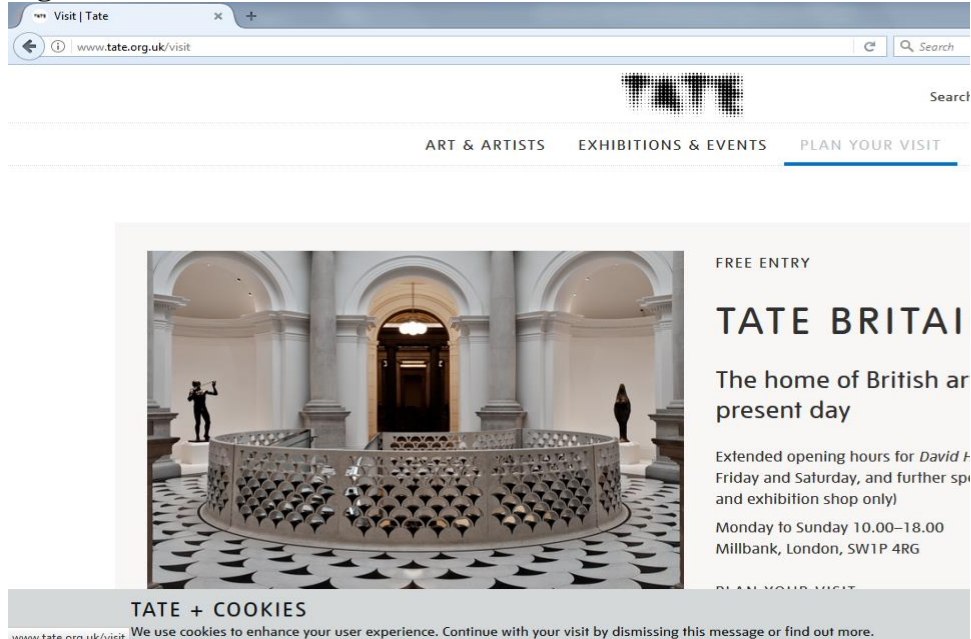 Visit | Tate
www.tate.org.uk/visit
Search
TATE
Search
ART & ARTISTS EXHIBITIONS & EVENTS PLAN YOUR VISIT
FREE ENTRY
TATE BRITAI
The home of British ar
present day
Extended opening hours for David H
Friday and Saturday, and further spe
and exhibition shop only)
Monday to Sunday 10.00–18.00
Millbank, London, SW1P 4RG
PLAN YOUR VISIT
TATE + COOKIES
www.tate.org.uk/visit We use cookies to enhance your user experience. Continue with your visit by dismissing this message or find out more.